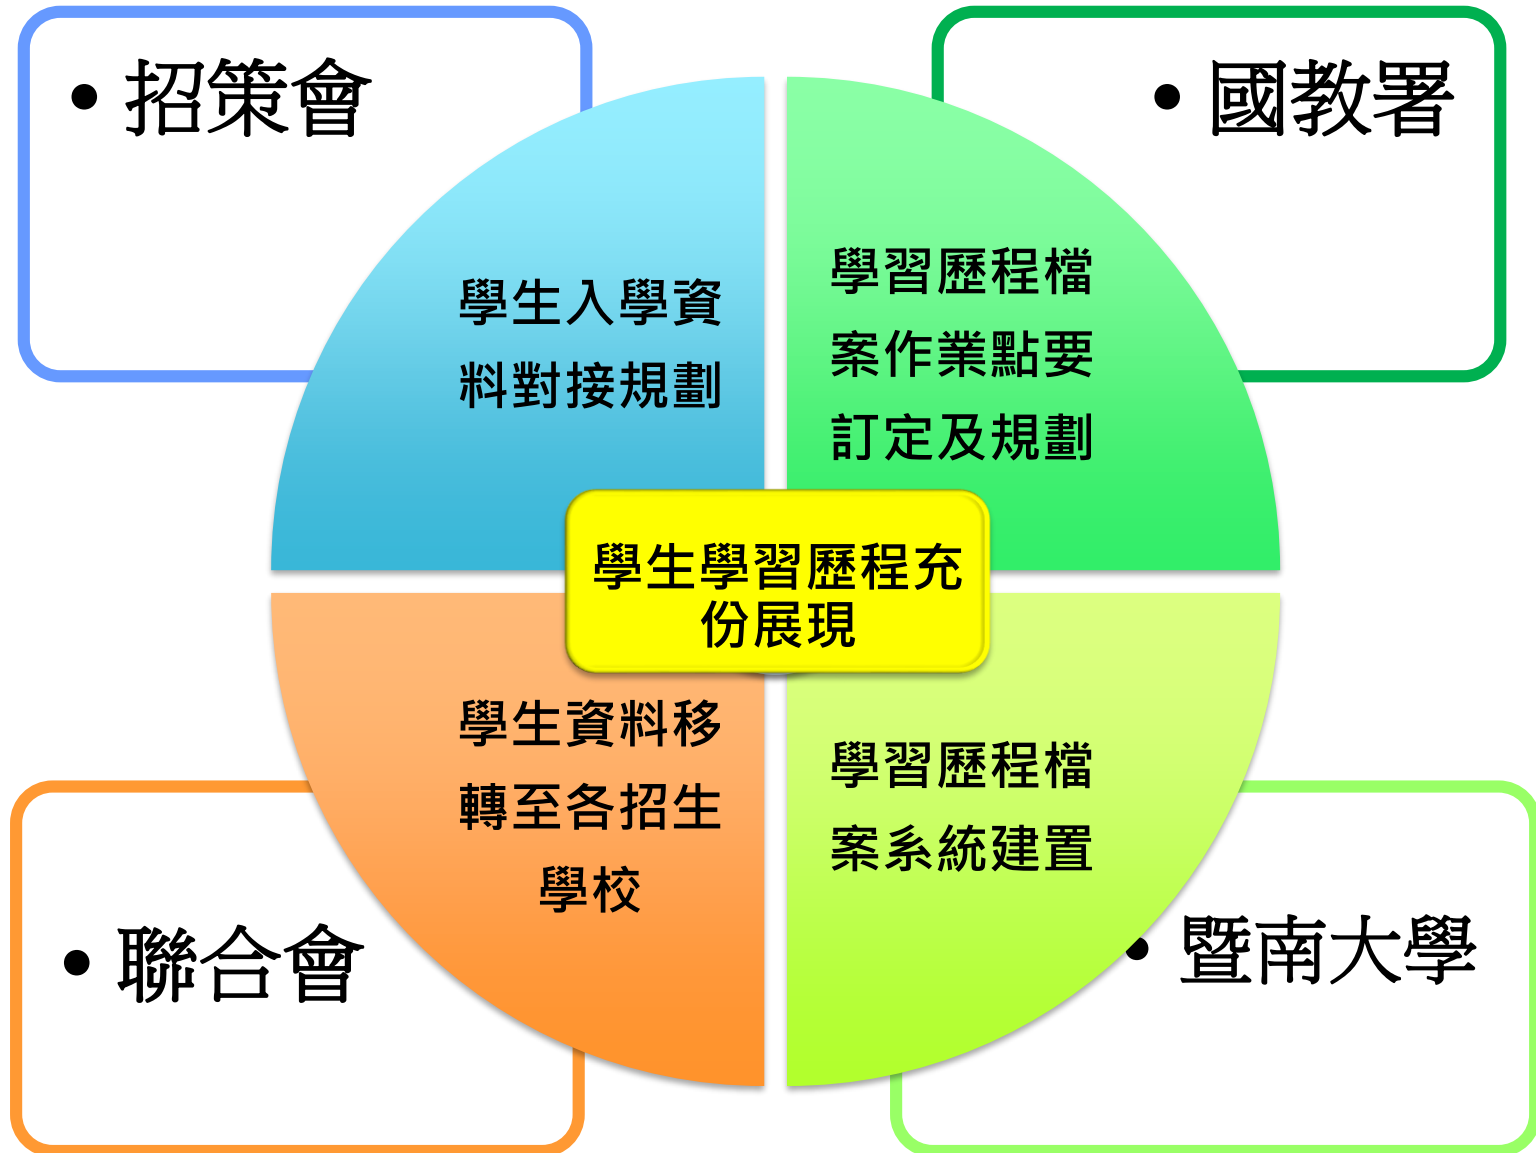 • 招策會
• 國教署
學生入學資
料對接規劃
學習歷程檔
案作業點要
訂定及規劃
學生學習歷程充
份展現
學生資料移
轉至各招生
學校
學習歷程檔
案系統建置
• 聯合會
• 暨南大學